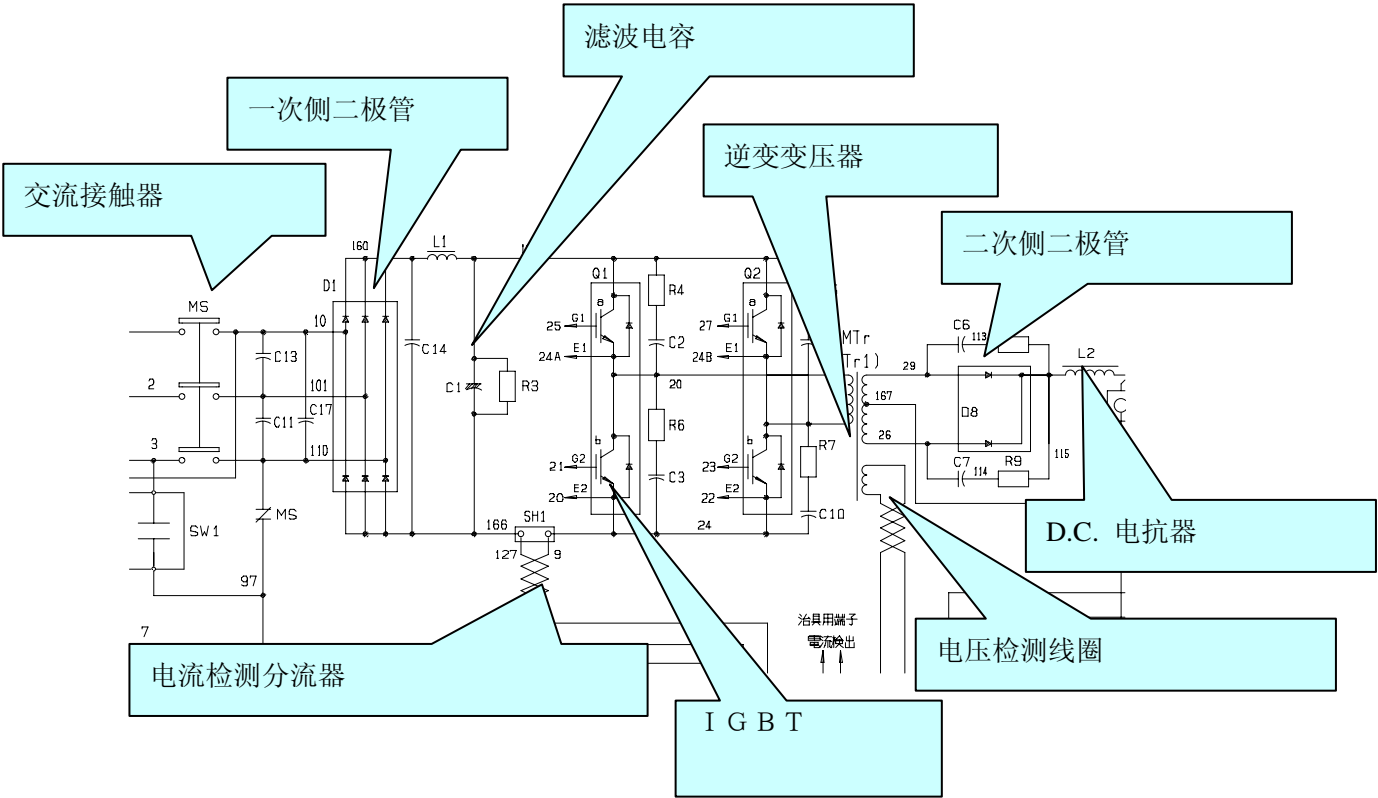 滤波电容
一次侧二极管
逆变变压器
交流接触器
二次侧二极管
160
L1
1
D1
Q1
Q2
MS
a
a
R4
10
25
G1
27
G1
C6
113
MTr
C13
C14
C2
Tr1)
L2
E1
E1
24A
24B
29
2
101
C1
R3
20
167
C11
C17
R6
D8
3
110
b
b
26
R7
115
21
G2
23
G2
C7
114
R9
C3
E2
E2
20
22
MS
SW1
166
SH1
24
C10
D.C. 电抗器
127
9
97
治具用端子
電流検出
7
电压检测线圈
电流检测分流器
ＩＧＢＴ